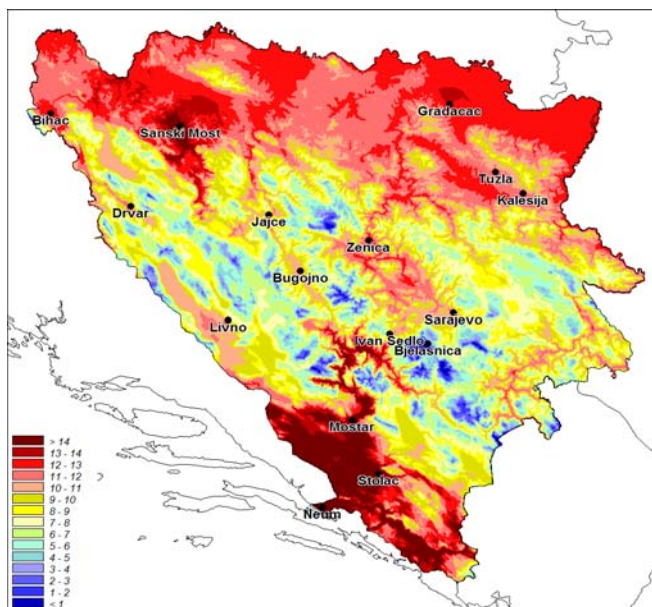 Gradacac
Bihac
Sanski Most
Tuzla
Kalesija
Drvar
Jajce
Zenica
Bugojno
Sarajevo
Livno
Ivan Sedlo
Bjelasnica
Mostar
Stolac
Neum
> 14
13 - 14
12 - 13
11 - 12
10 - 11
9 - 10
8 - 9
7 - 8
6 - 7
5 - 6
4 - 5
3 - 4
2 - 3
1 - 2
< 1